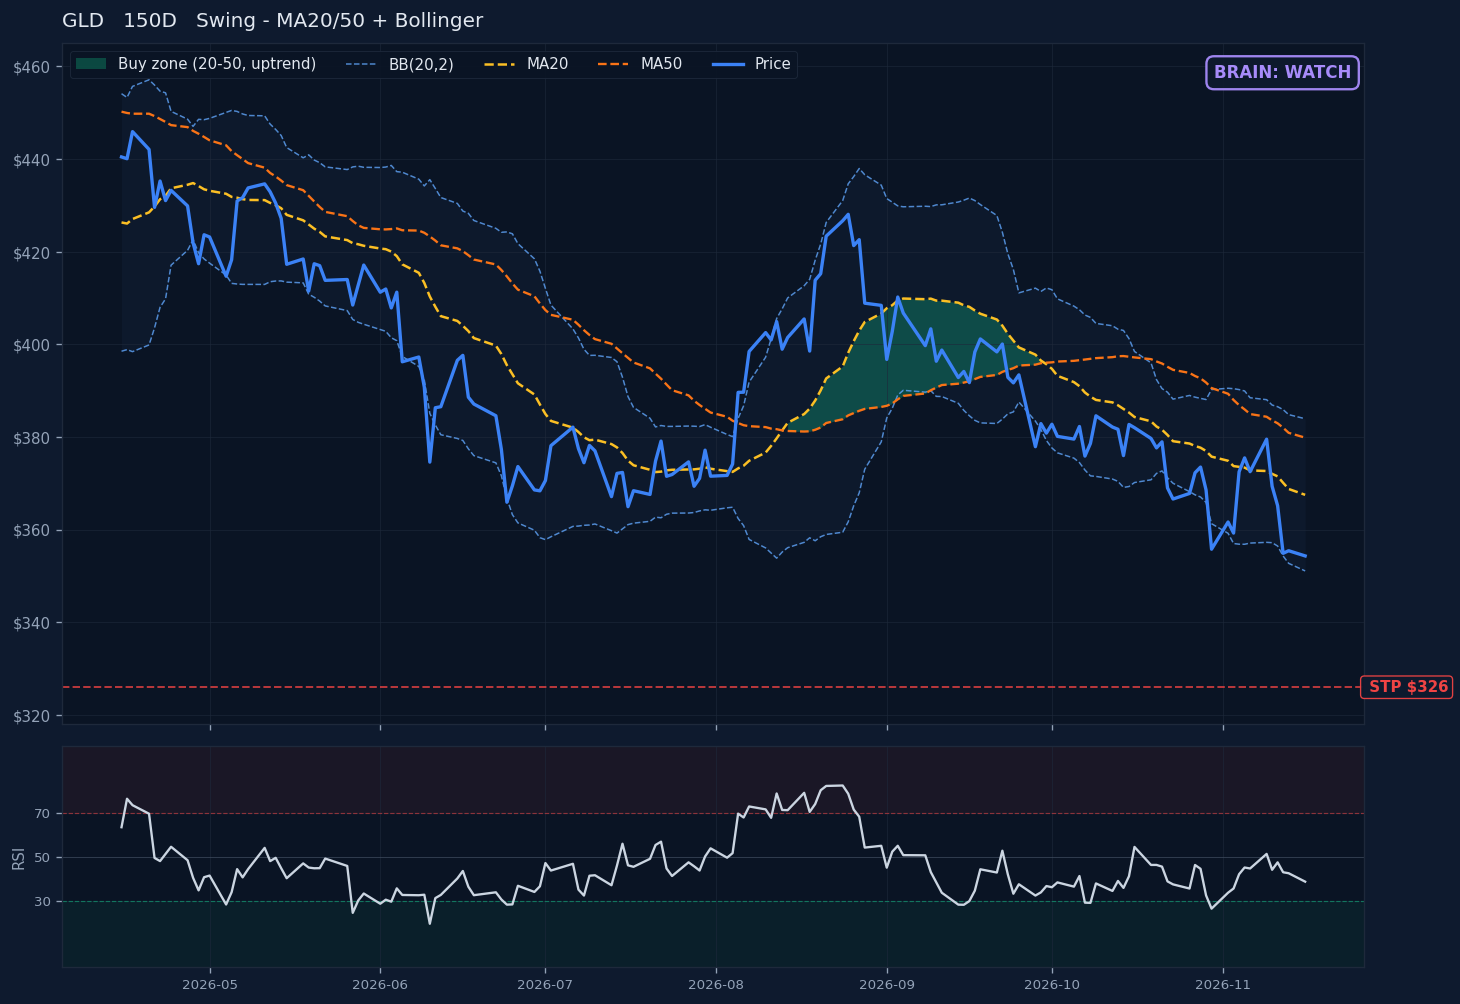 GLD 150D Swing - MA20/50 + Bollinger
Buy zone (20-50, uptrend) BB(20,2) MA20 MA50 Price
BRAIN: WATCH
$460
$440
$420
$400
$380
$360
$340
$320
STP $326
RSI
70
50
30
2026-05 2026-06 2026-07 2026-08 2026-09 2026-10 2026-11